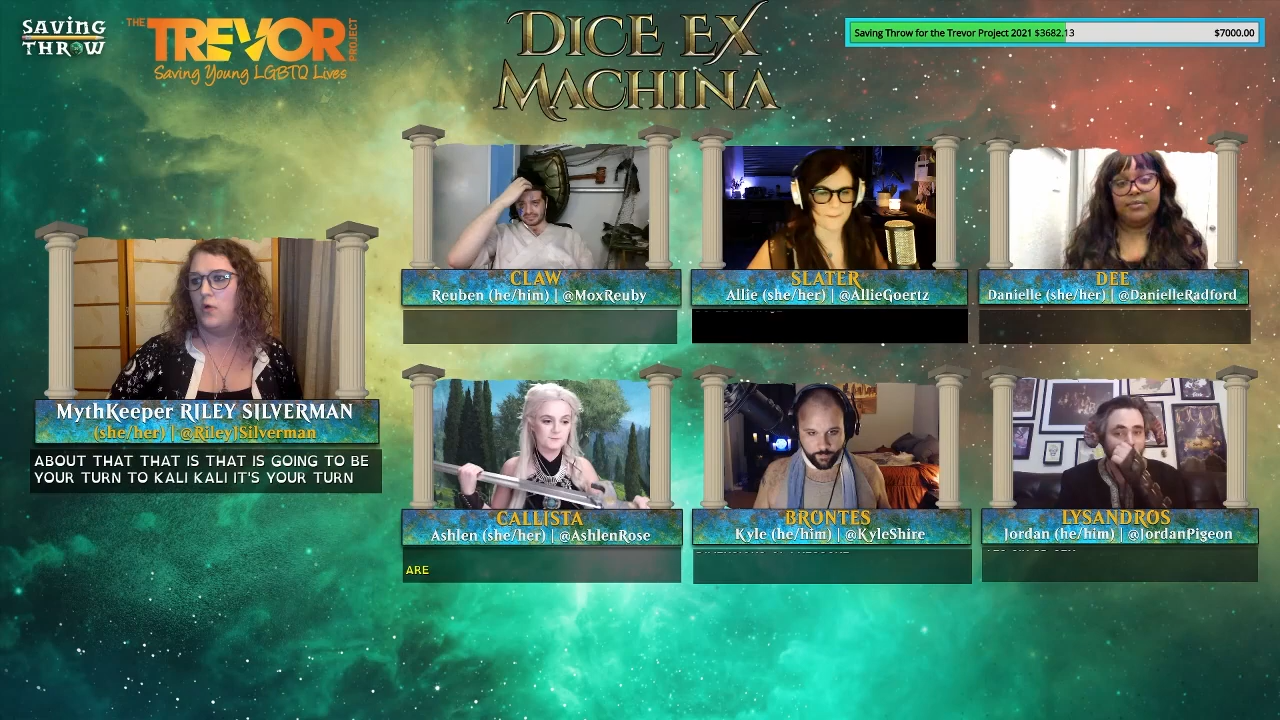 SAVING
THROW
THE TREVOR PROJECT
Saving Young LGBTQ Lives
DICE EX
MACHINA
Saving Throw for the Trevor Project 2021 $3682.13 $7000.00
CLAW
Reuben (he/him) | @MoxReuby
SLATER
Allie (she/her) | @AllieGoertz
DEE
Danielle (she/her) | @DanielleRadford
MythKeeper RILEY SILVERMAN
(she/her) | @RileyJSilverman
ABOUT THAT THAT IS THAT IS GOING TO BE
YOUR TURN TO KALI KALI IT'S YOUR TURN
CALLISTA
Ashlen (she/her) | @AshlenRose
ARE
BRONTES
Kyle (he/him) | @KyleShire
LYSANDROS
Jordan (he/him) | @JordanPigeon